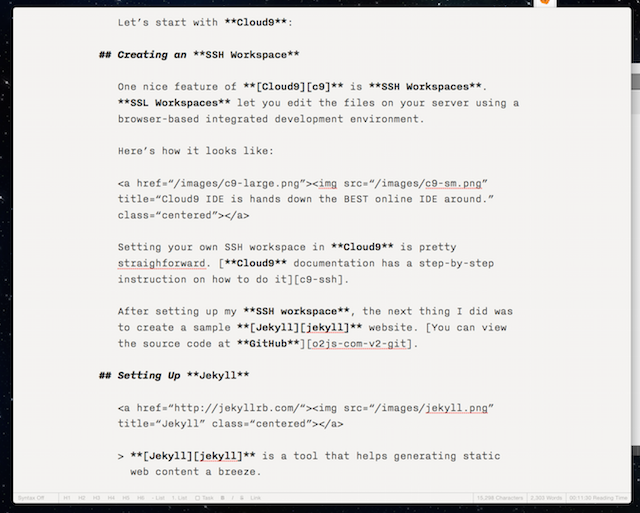 Let’s start with **Cloud9**:
## Creating an **SSH Workspace**
One nice feature of **[Cloud9][c9]** is **SSH Workspaces**.
**SSL Workspaces** let you edit the files on your server using a
browser-based integrated development environment.
Here’s how it looks like:
<a href=“/images/c9-large.png”><img src=“/images/c9-sm.png”
title=“Cloud9 IDE is hands down the BEST online IDE around.”
class=“centered”></a>
Setting your own SSH workspace in **Cloud9** is pretty
straighforward. [**Cloud9** documentation has a step-by-step
instruction on how to do it][c9-ssh].
After setting up my **SSH workspace**, the next thing I did was
to create a sample **[Jekyll][jekyll]** website. [You can view
the source code at **GitHub**][o2js-com-v2-git].
## Setting Up **Jekyll**
<a href=“http://jekyllrb.com/“><img src=“/images/jekyll.png”
title=“Jekyll” class=“centered”></a>
> **[Jekyll][jekyll]** is a tool that helps generating static
web content a breeze.
Syntax Off H1 H2 H3 H4 H5 H6 List 1. List Task B I S Link 15,298 Characters 2,303 Words 00:11:30 Reading Time